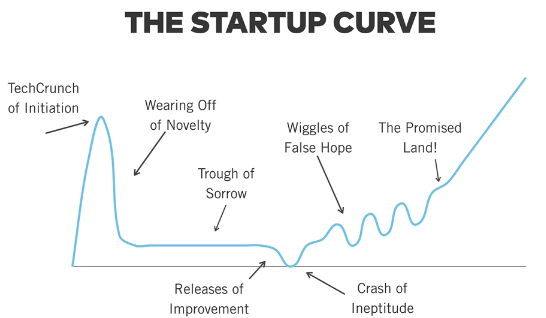 THE STARTUP CURVE
TechCrunch
of Initiation
Wearing Off
of Novelty
Trough of
Sorrow
Wiggles of
False Hope
The Promised
Land!
Releases of
Improvement
Crash of
Ineptitude